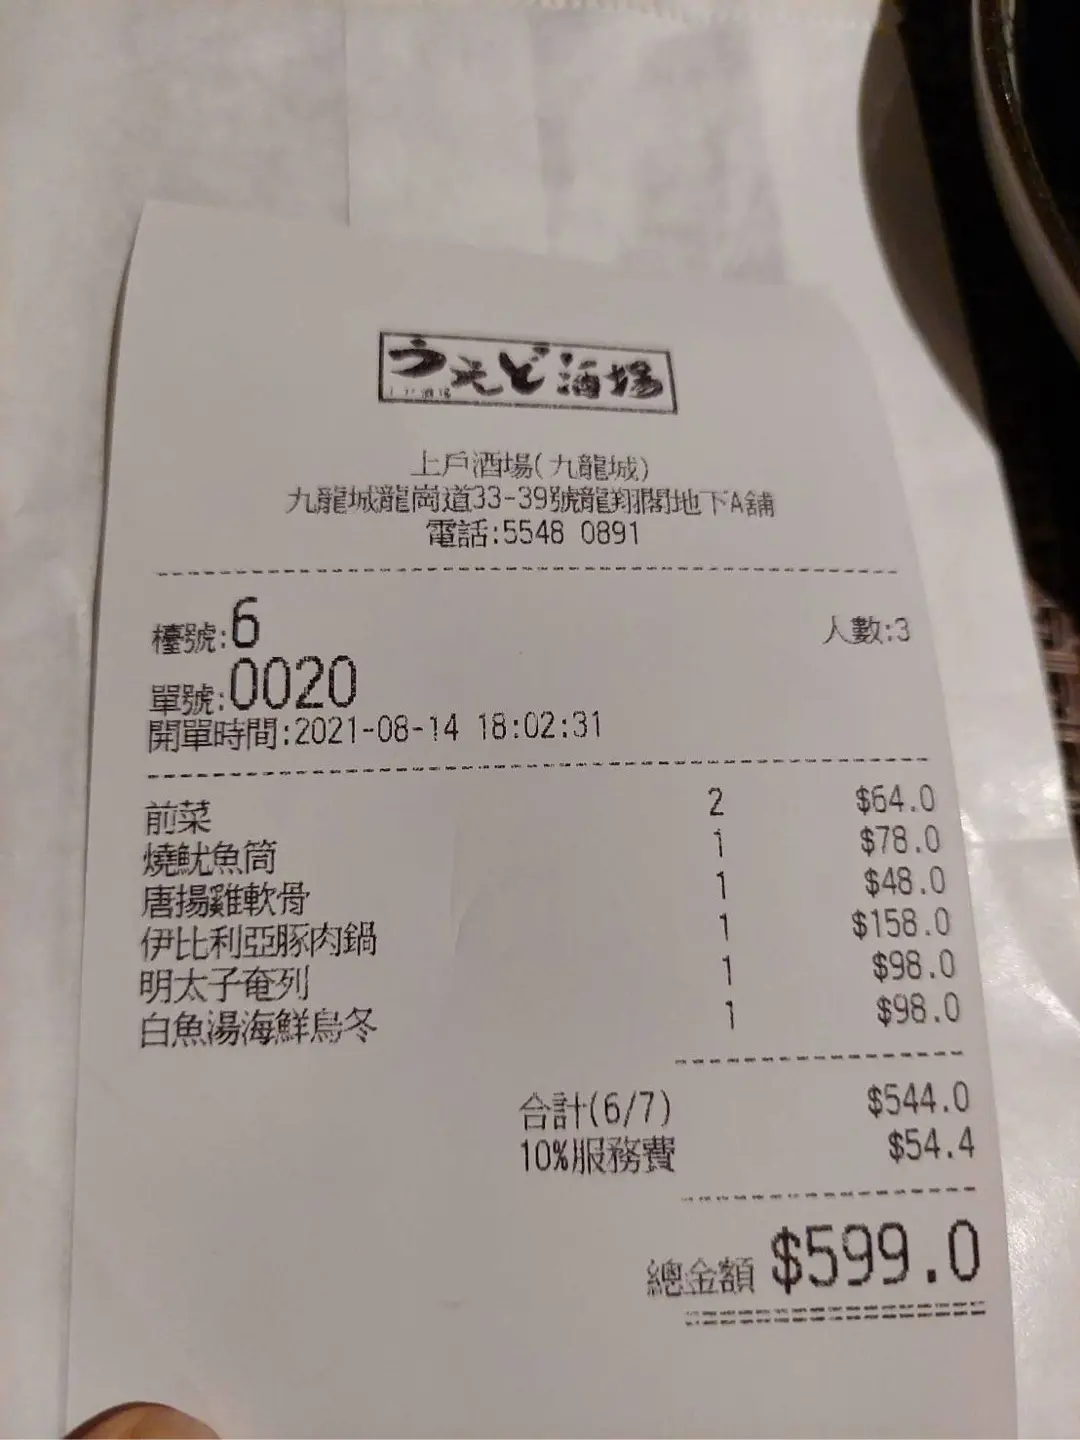 うえど酒場
上戶酒場(九龍城)
九龍城龍崗道33-39號龍翔閣地下A舖
電話:5548 0891
檯號:6 人數:3
單號:0020
開單時間:2021-08-14 18:02:31
前菜 2 $64.0
燒魷魚筒 1 $78.0
唐揚雞軟骨 1 $48.0
伊比利亞豚肉鍋 1 $158.0
明太子奄列 1 $98.0
白魚湯海鮮烏冬 1 $98.0
合計(6/7) $544.0
10%服務費 $54.4
總金額 $599.0